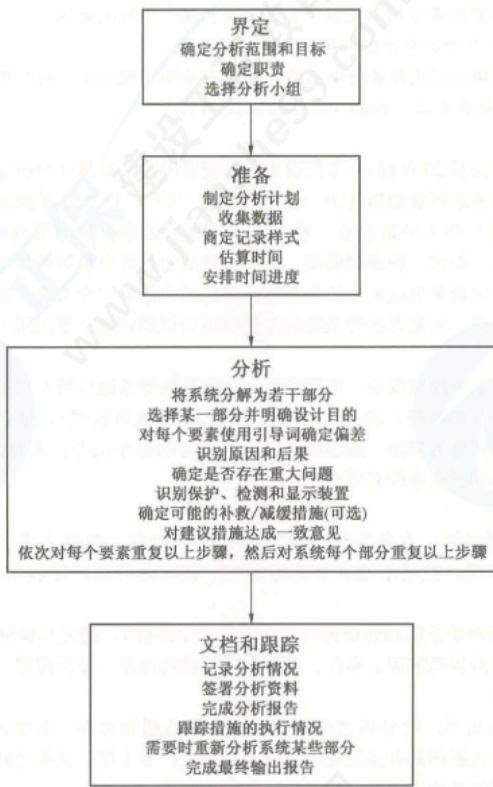 界定
确定分析范围和目标
确定职责
选择分析小组
准备
制定分析计划
收集数据
商定记录样式
估算时间
安排时间进度
分析
将系统分解为若干部分
选择某一部分并明确设计目的
对每个要素使用引导词确定偏差
识别原因和后果
确定是否存在重大问题
识别保护、检测和显示装置
确定可能的补救/减缓措施(可选)
对建议措施达成一致意见
依次对每个要素重复以上步骤，然后对系统每个部分重复以上步骤
文档和跟踪
记录分析情况
签署分析资料
完成分析报告
跟踪措施的执行情况
需要时重新分析系统某些部分
完成最终输出报告